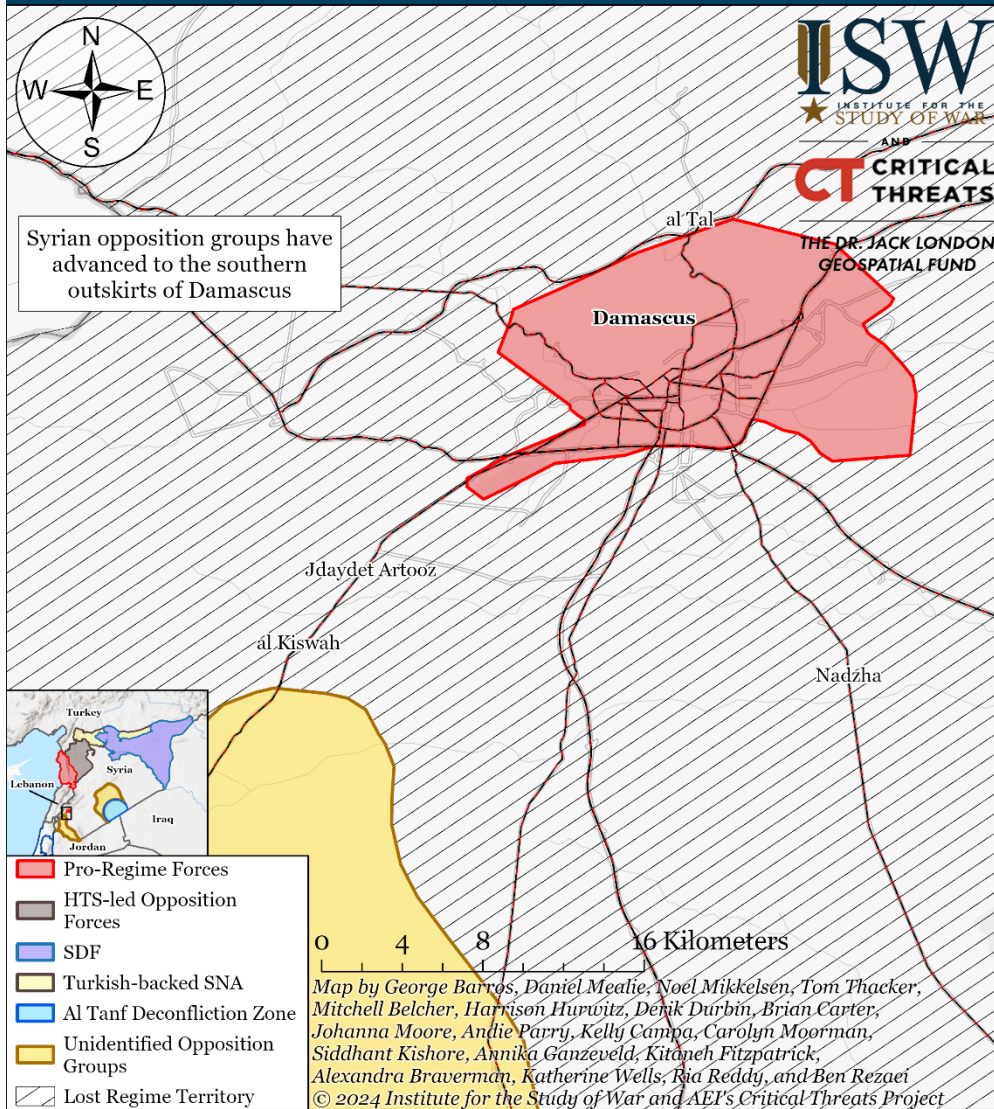 N
W
E
S
ISW
INSTITUTE FOR THE
STUDY OF WAR
AND
CT CRITICAL
THREATS
THE DR. JACK LONDON
GEOSPATIAL FUND
Syrian opposition groups have
advanced to the southern
outskirts of Damascus
al Tal
Damascus
Jdaydet Artooz
al Kiswah
Nadzha
Turkey
Syria
Lebanon
Iraq
Jordan
Pro-Regime Forces
HTS-led Opposition
Forces
SDF
Turkish-backed SNA
Al Tanf Deconfliction Zone
Unidentified Opposition
Groups
Lost Regime Territory
0 4 8 16 Kilometers
Map by George Barros, Daniel Mealie, Noel Mikkelsen, Tom Thacker,
Mitchell Belcher, Harrison Hurwitz, Derik Durbin, Brian Carter,
Johanna Moore, Andie Parry, Kelly Campa, Carolyn Moorman,
Siddhant Kishore, Annika Ganzeveld, Kitaneh Fitzpatrick,
Alexandra Braverman, Katherine Wells, Ria Reddy, and Ben Rezaei
© 2024 Institute for the Study of War and AEI's Critical Threats Project